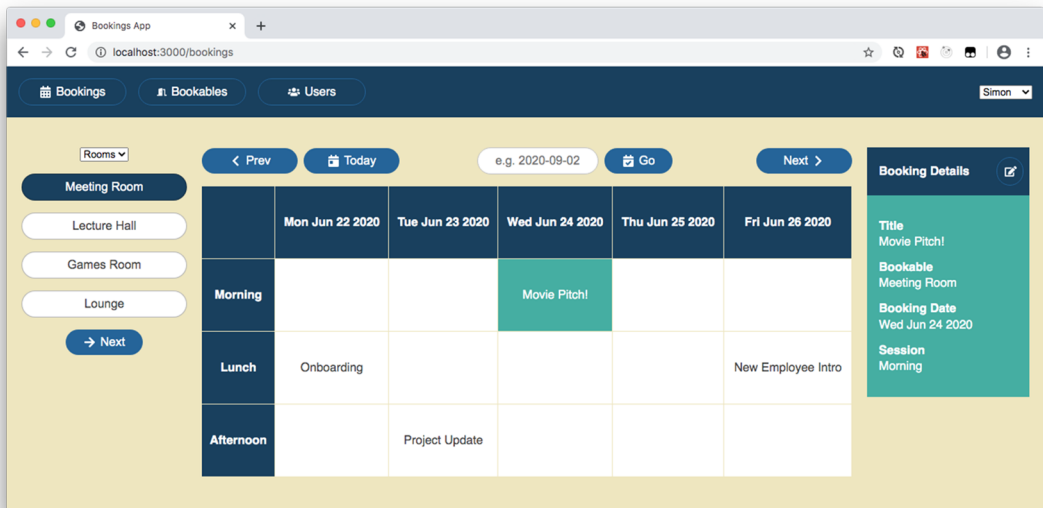 Bookings App
localhost:3000/bookings
Bookings
Bookables
Users
Simon
Rooms
Meeting Room
Lecture Hall
Games Room
Lounge
Next
Prev
Today
e.g. 2020-09-02
Go
Next
Mon Jun 22 2020 Tue Jun 23 2020 Wed Jun 24 2020 Thu Jun 25 2020 Fri Jun 26 2020
Morning Movie Pitch!
Lunch Onboarding New Employee Intro
Afternoon Project Update
Booking Details
Title
Movie Pitch!
Bookable
Meeting Room
Booking Date
Wed Jun 24 2020
Session
Morning